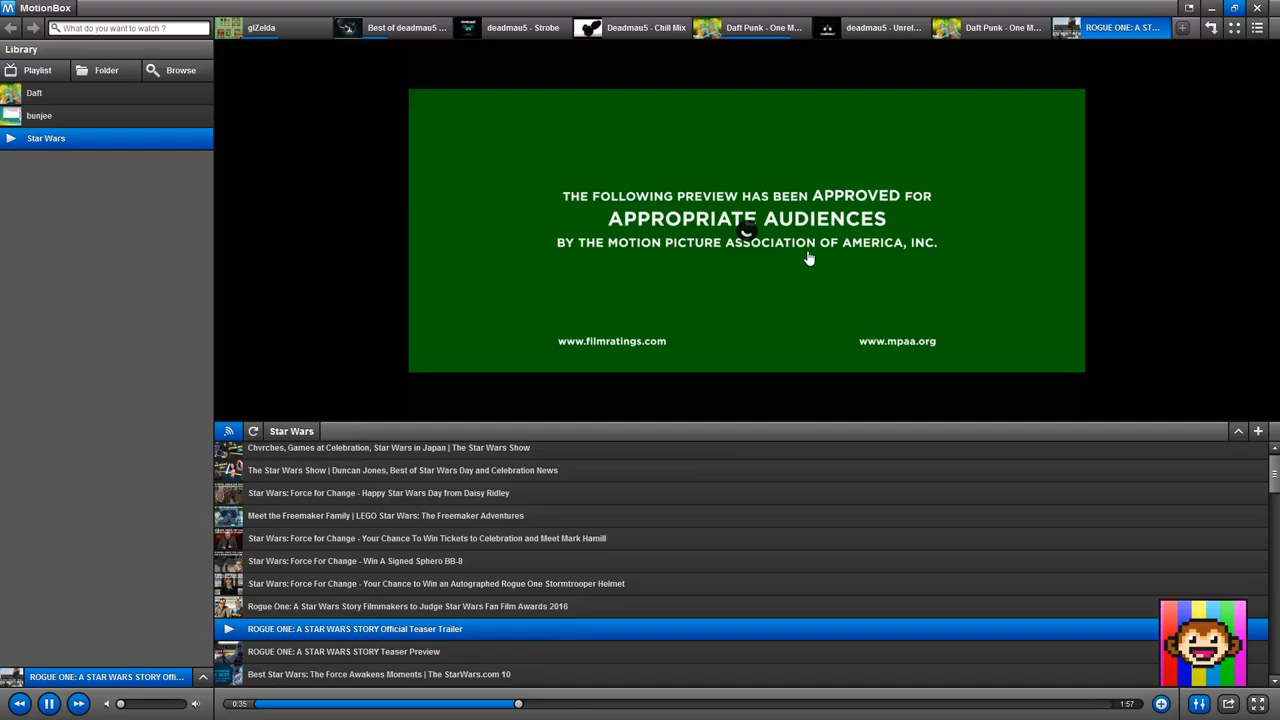 MotionBox
What do you want to watch ?
glZelda
Best of deadmau5 ...
deadmau5 - Strobe
Deadmau5 - Chill Mix
Daft Punk - One M...
deadmau5 - Unrel...
Daft Punk - One M...
ROGUE ONE: A ST...
Library
Playlist
Folder
Browse
Daft
bunjee
Star Wars
THE FOLLOWING PREVIEW HAS BEEN APPROVED FOR
APPROPRIATE AUDIENCES
BY THE MOTION PICTURE ASSOCIATION OF AMERICA, INC.
www.filmratings.com
www.mpaa.org
Star Wars
Chvrches, Games at Celebration, Star Wars in Japan | The Star Wars Show
The Star Wars Show | Duncan Jones, Best of Star Wars Day and Celebration News
Star Wars: Force for Change - Happy Star Wars Day from Daisy Ridley
Meet the Freemaker Family | LEGO Star Wars: The Freemaker Adventures
Star Wars: Force for Change - Your Chance To Win Tickets to Celebration and Meet Mark Hamill
Star Wars: Force For Change - Win A Signed Sphero BB-8
Star Wars: Force For Change - Your Chance to Win an Autographed Rogue One Stormtrooper Helmet
Rogue One: A Star Wars Story Filmmakers to Judge Star Wars Fan Film Awards 2016
ROGUE ONE: A STAR WARS STORY Official Teaser Trailer
ROGUE ONE: A STAR WARS STORY Teaser Preview
Best Star Wars: The Force Awakens Moments | The StarWars.com 10
ROGUE ONE: A STAR WARS STORY Offi...
0:35
1:57